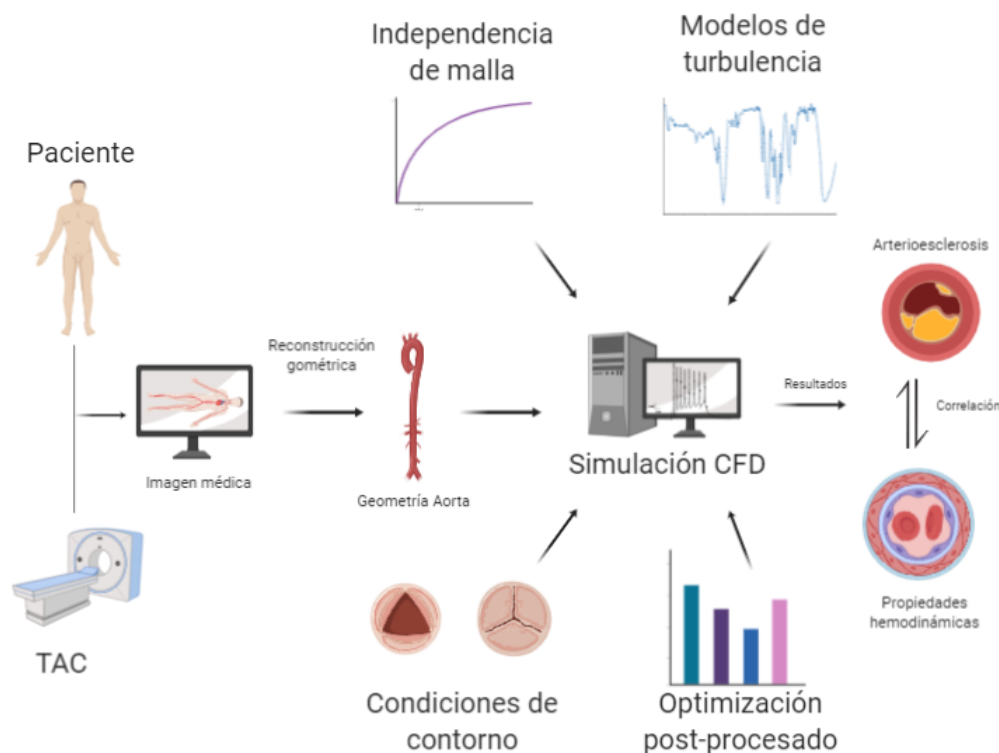 Independencia
de malla
Modelos de
turbulencia
Paciente
Arterioesclerosis
Reconstrucción
gométrica
Resultados
Correlación
Simulación CFD
Imagen médica
Geometría Aorta
Propiedades
hemodinámicas
TAC
Condiciones de
contorno
Optimización
post-procesado